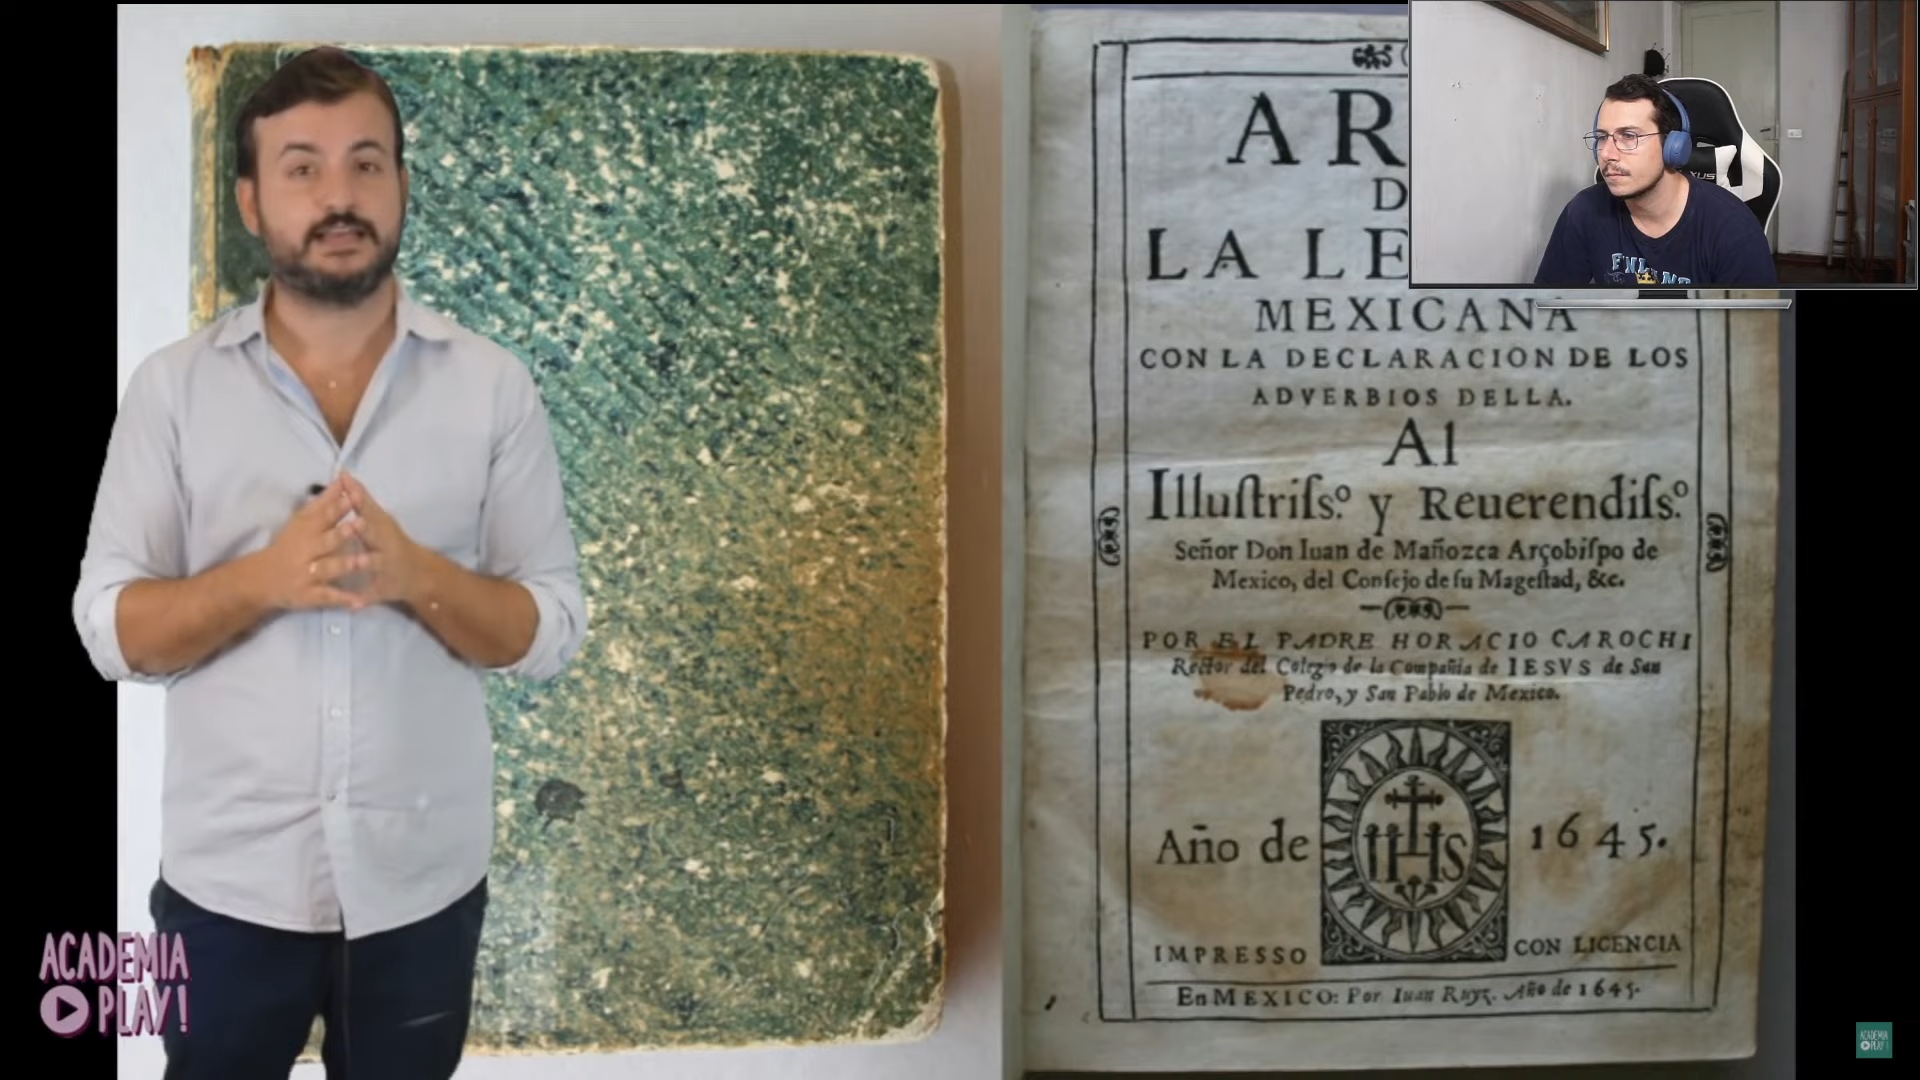 AR
D
LA LE
MEXICANA
CON LA DECLARACION DE LOS
ADVERBIOS DELLA.
Al
Illuſtriſs.º y Reuerendiſs.º
Señor Don Iuan de Mañozca Arçobiſpo de
Mexico, del Conſejo de ſu Mageſtad, &c.
POR EL PADRE HORACIO CAROCHI
Rector del Colegio de la Compañia de IESVS de San
Pedro, y San Pablo de Mexico.
Año de IHS 1645.
IMPRESSO CON LICENCIA
En MEXICO: Por Iuan Ruyz. Año de 1645.
ACADEMIA
PLAY!
ENLAND
ACADEMIA
PLAY!